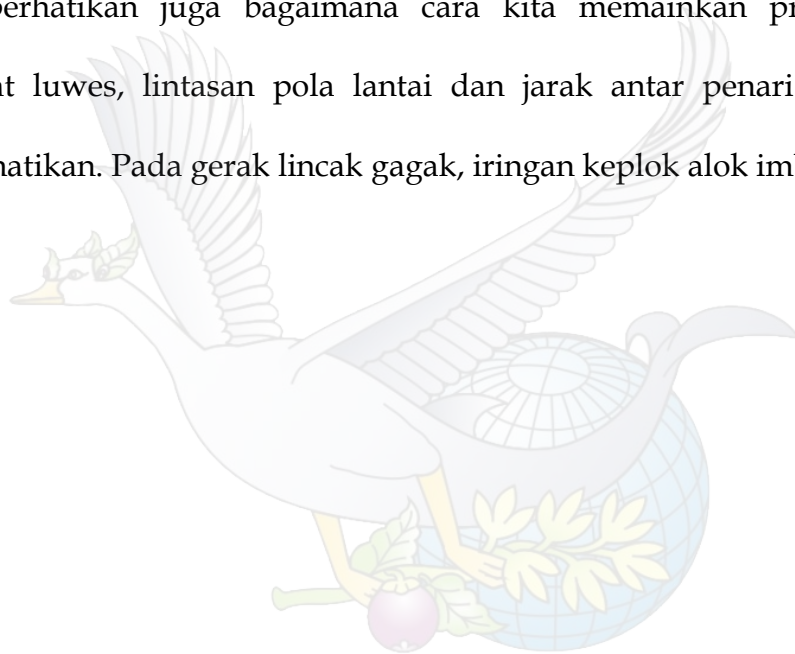 perhatikan juga bagaimana cara kita memainkan
luwes, lintasan pola lantai dan jarak antar penari
Pada gerak lincak gagak, iringan keplok alok